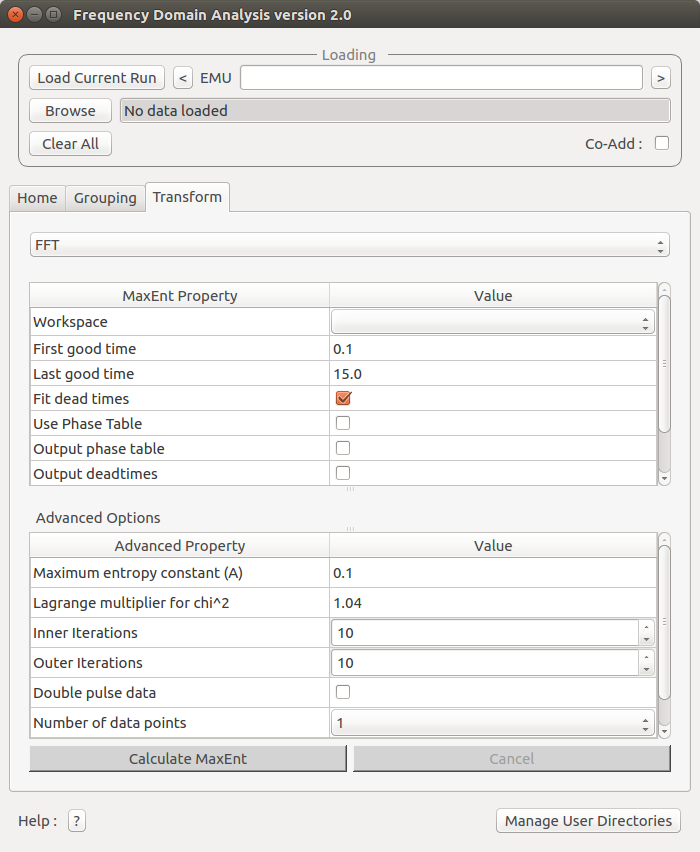 Frequency Domain Analysis version 2.0
Loading
Load Current Run < EMU >
Browse No data loaded
Clear All Co-Add :
Home Grouping Transform
FFT
MaxEnt Property Value
Workspace
First good time 0.1
Last good time 15.0
Fit dead times
Use Phase Table
Output phase table
Output deadtimes
Advanced Options
Advanced Property Value
Maximum entropy constant (A) 0.1
Lagrange multiplier for chi^2 1.04
Inner Iterations 10
Outer Iterations 10
Double pulse data
Number of data points 1
Calculate MaxEnt Cancel
Help : ? Manage User Directories